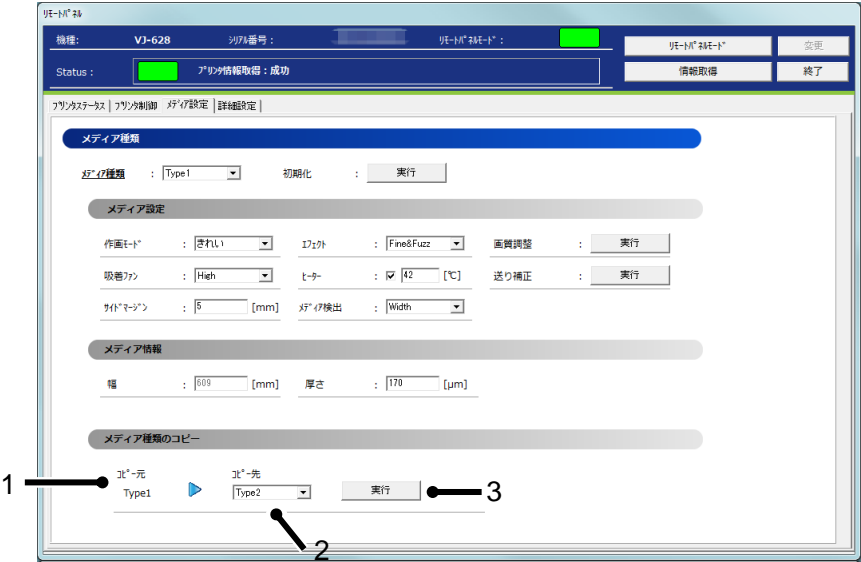 ﾘﾓｰﾄﾊﾟﾈﾙ
機種： VJ-628 ｼﾘｱﾙ番号： ﾘﾓｰﾄﾊﾟﾈﾙﾓｰﾄﾞ： ﾘﾓｰﾄﾊﾟﾈﾙﾓｰﾄﾞ 変更
Status： ﾌﾟﾘﾝﾀ情報取得：成功 情報取得 終了
ﾌﾟﾘﾝﾀｽﾃｰﾀｽ ﾌﾟﾘﾝﾀ制御 ﾒﾃﾞｨｱ設定 詳細設定
メディア種類
ﾒﾃﾞｨｱ種類 ： Type1 初期化 ： 実行
メディア設定
作画ﾓｰﾄﾞ ： きれい ｴﾌｪｸﾄ ： Fine&Fuzz 画質調整 ： 実行
吸着ﾌｧﾝ ： High ﾋｰﾀｰ ： 42 [℃] 送り補正 ： 実行
ｻｲﾄﾞﾏｰｼﾞﾝ ： 5 [mm] ﾒﾃﾞｨｱ検出 ： Width
メディア情報
幅 ： 609 [mm] 厚さ ： 170 [μm]
メディア種類のコピー
ｺﾋﾟｰ元 ｺﾋﾟｰ先
1 Type1 Type2 実行 3
2